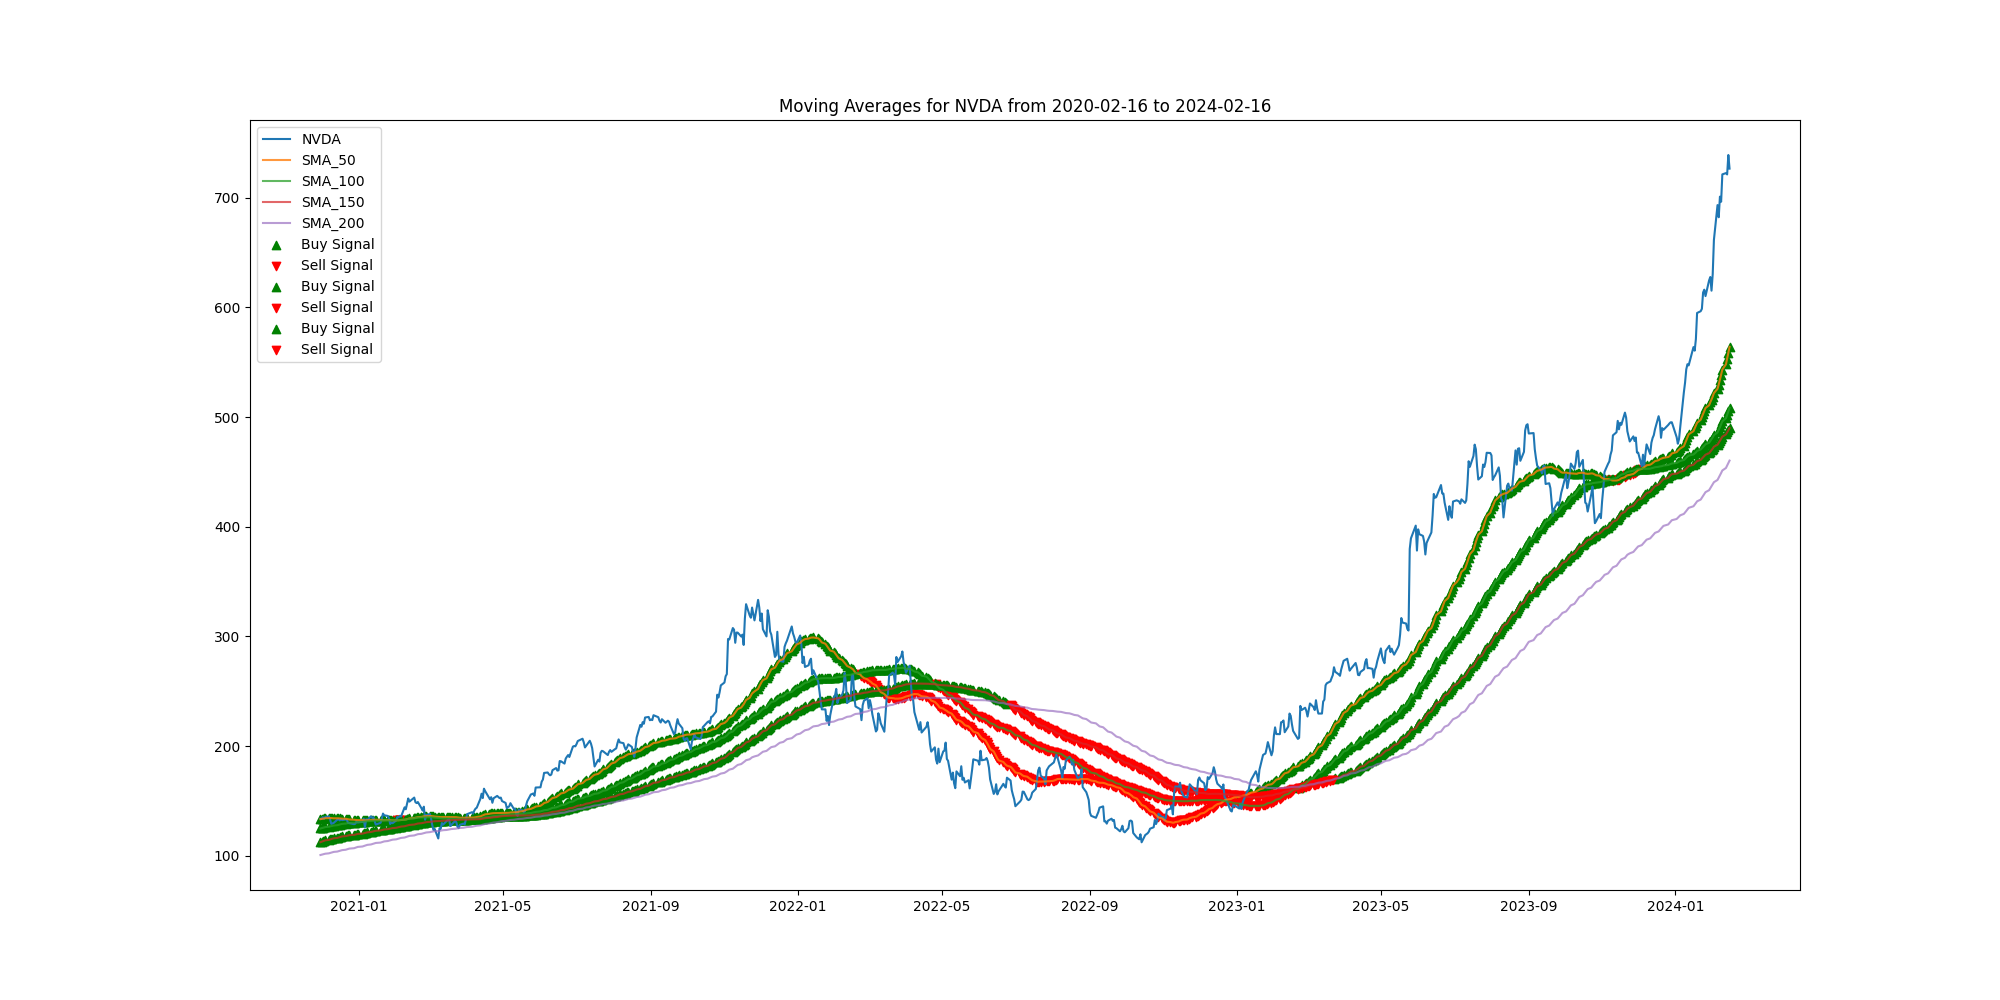 Moving Averages for NVDA from 2020-02-16 to 2024-02-16
NVDA
SMA_50
SMA_100
SMA_150
SMA_200
Buy Signal
Sell Signal
Buy Signal
Sell Signal
Buy Signal
Sell Signal
700
600
500
400
300
200
100
2021-01 2021-05 2021-09 2022-01 2022-05 2022-09 2023-01 2023-05 2023-09 2024-01